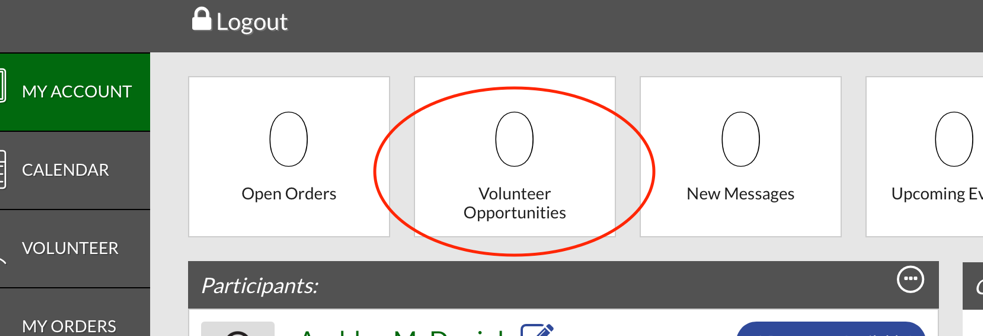 Logout
MY ACCOUNT
CALENDAR
VOLUNTEER
MY ORDERS
0
Open Orders
0
Volunteer
Opportunities
0
New Messages
0
Upcoming
Participants: